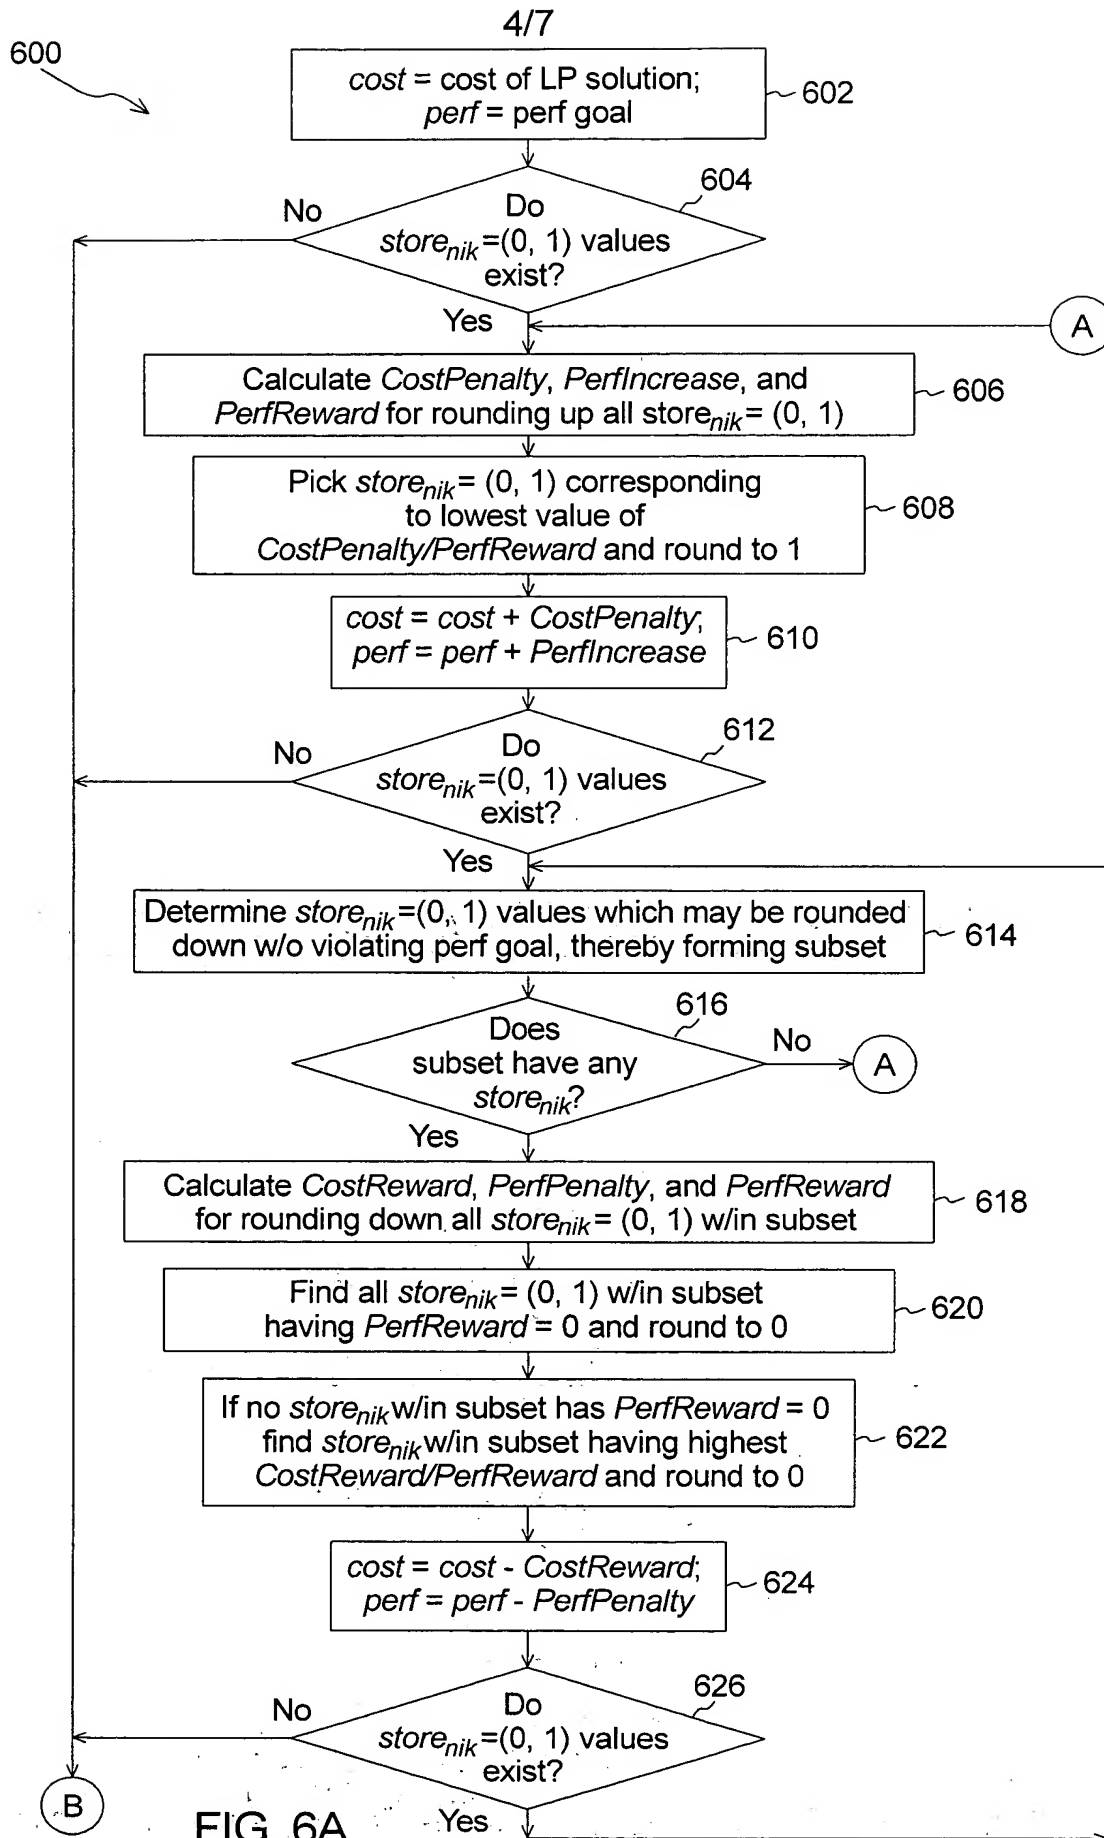 4/7
600
cost = cost of LP solution;
perf = perf goal
602
604
No
Do
store_nik=(0, 1) values
exist?
Yes
A
Calculate CostPenalty, PerfIncrease, and
PerfReward for rounding up all store_nik= (0, 1)
606
Pick store_nik= (0, 1) corresponding
to lowest value of
CostPenalty/PerfReward and round to 1
608
cost = cost + CostPenalty;
perf = perf + PerfIncrease
610
612
No
Do
store_nik=(0, 1) values
exist?
Yes
Determine store_nik=(0, 1) values which may be rounded
down w/o violating perf goal, thereby forming subset
614
616
Does
subset have any
store_nik?
No
A
Yes
Calculate CostReward, PerfPenalty, and PerfReward
for rounding down all store_nik= (0, 1) w/in subset
618
Find all store_nik= (0, 1) w/in subset
having PerfReward = 0 and round to 0
620
If no store_nik w/in subset has PerfReward = 0
find store_nik w/in subset having highest
CostReward/PerfReward and round to 0
622
cost = cost - CostReward;
perf = perf - PerfPenalty
624
626
No
Do
store_nik=(0, 1) values
exist?
B
Yes
FIG. 6A